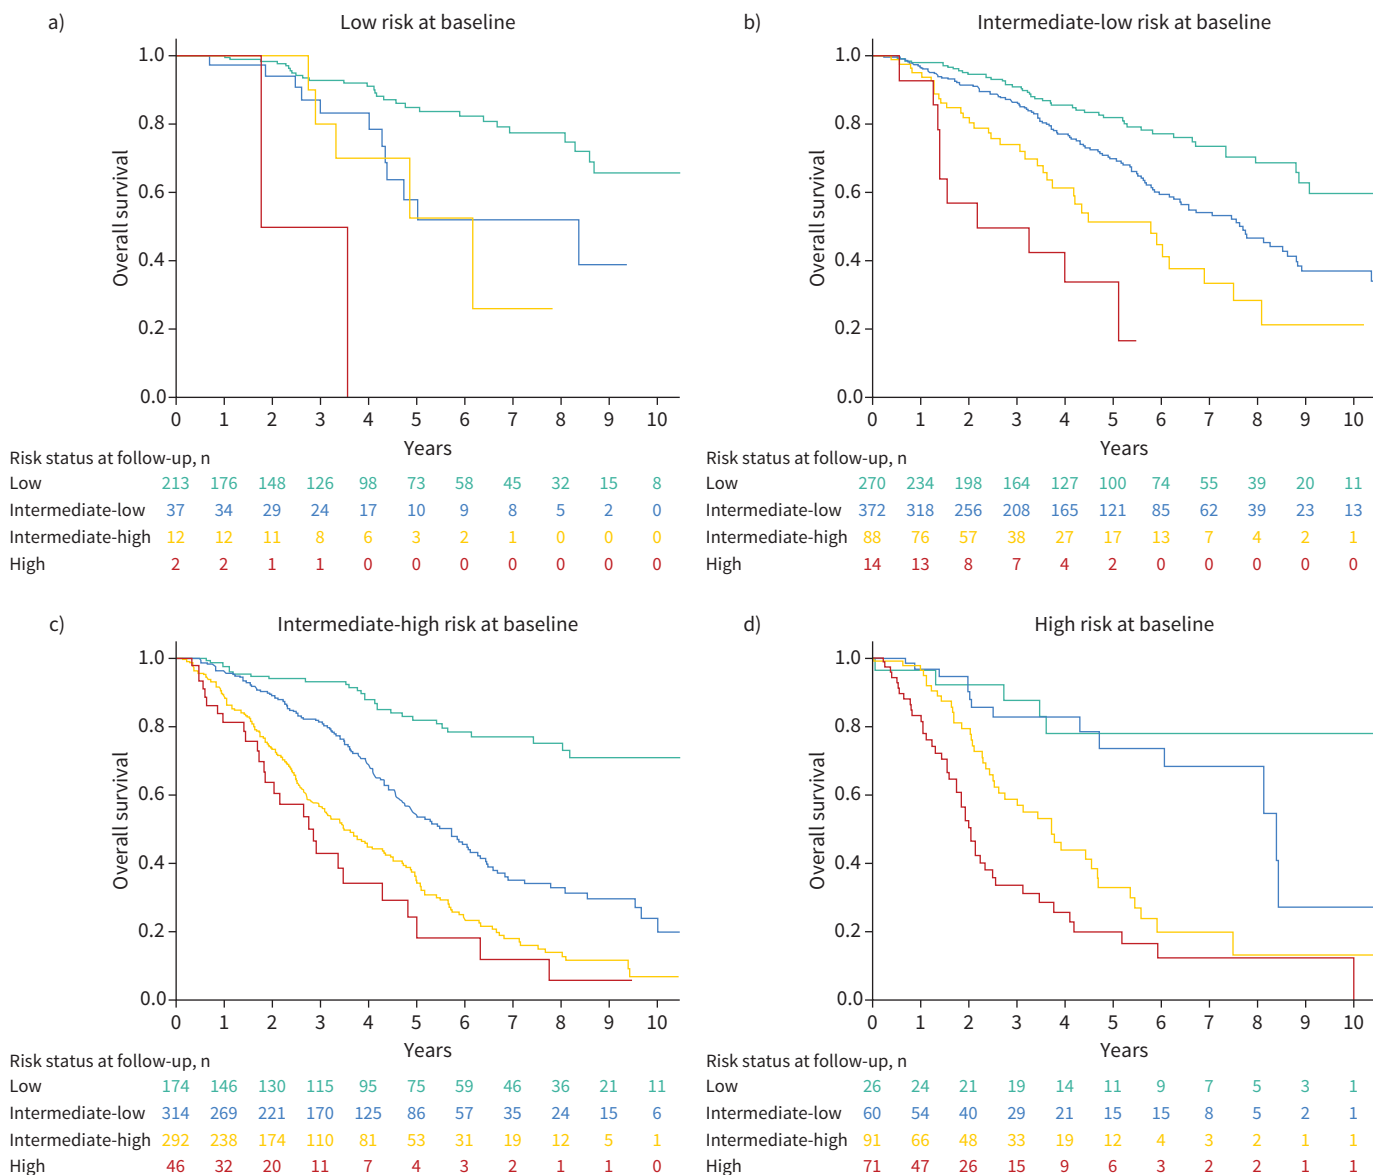 a) Low risk at baseline
1.0
0.8
0.6
0.4
0.2
0.0
Overall survival
0 1 2 3 4 5 6 7 8 9 10
Years
Risk status at follow-up, n
Low 213 176 148 126 98 73 58 45 32 15 8
Intermediate-low 37 34 29 24 17 10 9 8 5 2 0
Intermediate-high 12 12 11 8 6 3 2 1 0 0 0
High 2 2 1 1 0 0 0 0 0 0 0
b) Intermediate-low risk at baseline
1.0
0.8
0.6
0.4
0.2
0.0
Overall survival
0 1 2 3 4 5 6 7 8 9 10
Years
Risk status at follow-up, n
Low 270 234 198 164 127 100 74 55 39 20 11
Intermediate-low 372 318 256 208 165 121 85 62 39 23 13
Intermediate-high 88 76 57 38 27 17 13 7 4 2 1
High 14 13 8 7 4 2 0 0 0 0 0
c) Intermediate-high risk at baseline
1.0
0.8
0.6
0.4
0.2
0.0
Overall survival
0 1 2 3 4 5 6 7 8 9 10
Years
Risk status at follow-up, n
Low 174 146 130 115 95 75 59 46 36 21 11
Intermediate-low 314 269 221 170 125 86 57 35 24 15 6
Intermediate-high 292 238 174 110 81 53 31 19 12 5 1
High 46 32 20 11 7 4 3 2 1 1 0
d) High risk at baseline
1.0
0.8
0.6
0.4
0.2
0.0
Overall survival
0 1 2 3 4 5 6 7 8 9 10
Years
Risk status at follow-up, n
Low 26 24 21 19 14 11 9 7 5 3 1
Intermediate-low 60 54 40 29 21 15 15 8 5 2 1
Intermediate-high 91 66 48 33 19 12 4 3 2 1 1
High 71 47 26 15 9 6 3 2 2 1 1